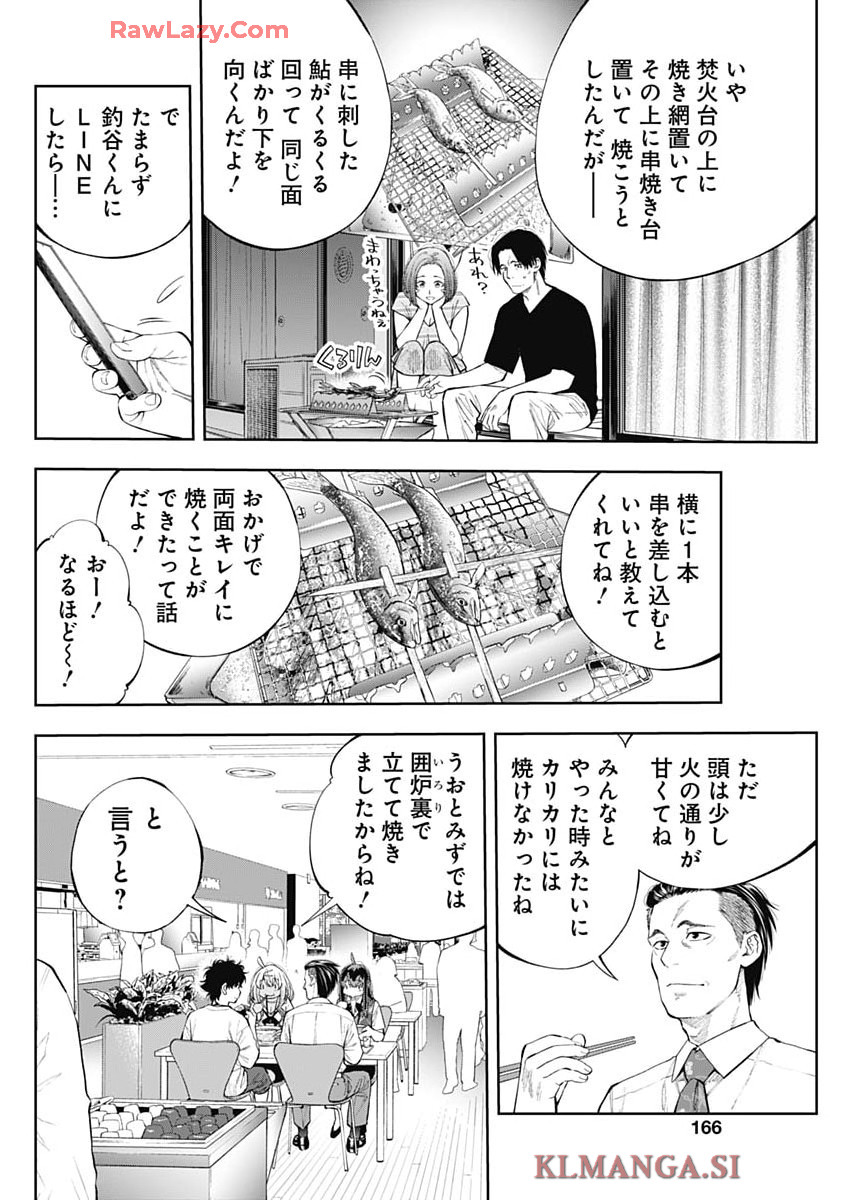 RawLazy.Com
いや
焚火台の上に
焼き網置いて
その上に串焼き台
置いて 焼こうと
したんだが──
串に刺した
鮎がくるくる
回って 同じ面
ばかり下を
向くんだよ！
あれ？
まわっちゃうねぇ
くるりん
で
たまらず
釣谷くんに
LINE
したら──…
横に1本
串を差し込むと
いいと教えて
くれてね！
おかげで
両面キレイに
焼くことが
できたって話
だよ！
おー！
なるほど〜！
ただ
頭は少し
火の通りが
甘くてね
みんなと
やった時みたいに
カリカリには
焼けなかったね
うおとみずでは
囲炉裏で
いろり
立てて焼き
ましたからね！
と
言うと？
166
KLMANGA.SI